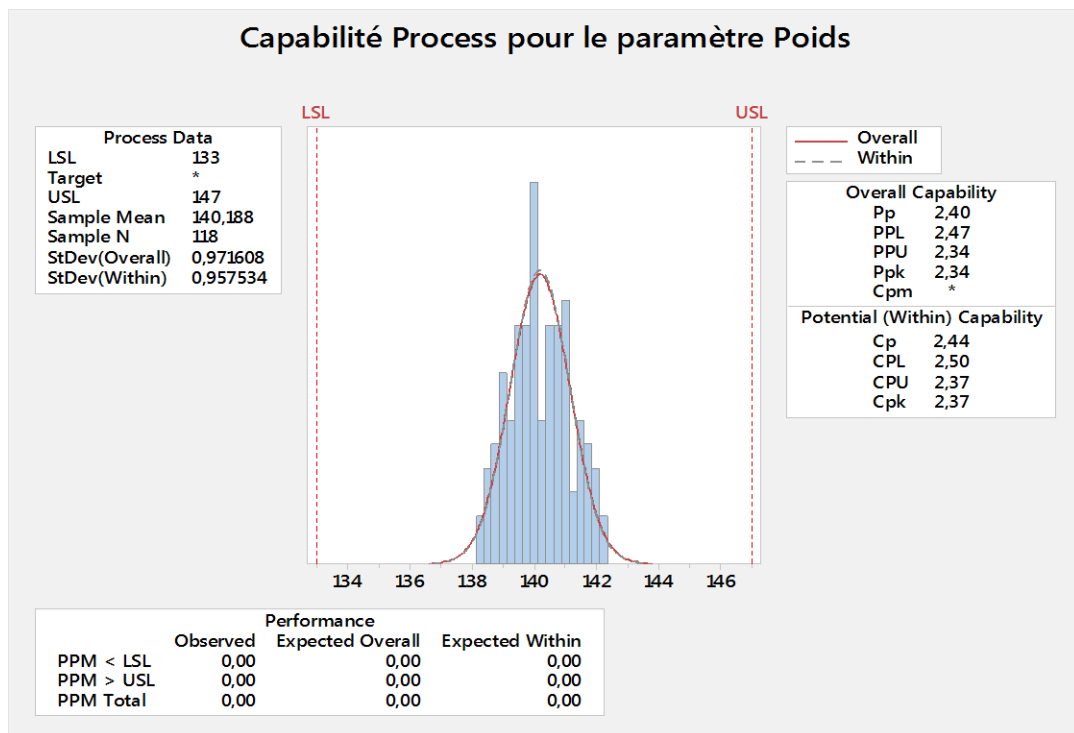 Capabilité Process pour le paramètre Poids
LSL USL
Process Data
LSL 133
Target *
USL 147
Sample Mean 140,188
Sample N 118
StDev(Overall) 0,971608
StDev(Within) 0,957534
Overall
Within
Overall Capability
Pp 2,40
PPL 2,47
PPU 2,34
Ppk 2,34
Cpm *
Potential (Within) Capability
Cp 2,44
CPL 2,50
CPU 2,37
Cpk 2,37
134 136 138 140 142 144 146
Performance
Observed Expected Overall Expected Within
PPM < LSL 0,00 0,00 0,00
PPM > USL 0,00 0,00 0,00
PPM Total 0,00 0,00 0,00